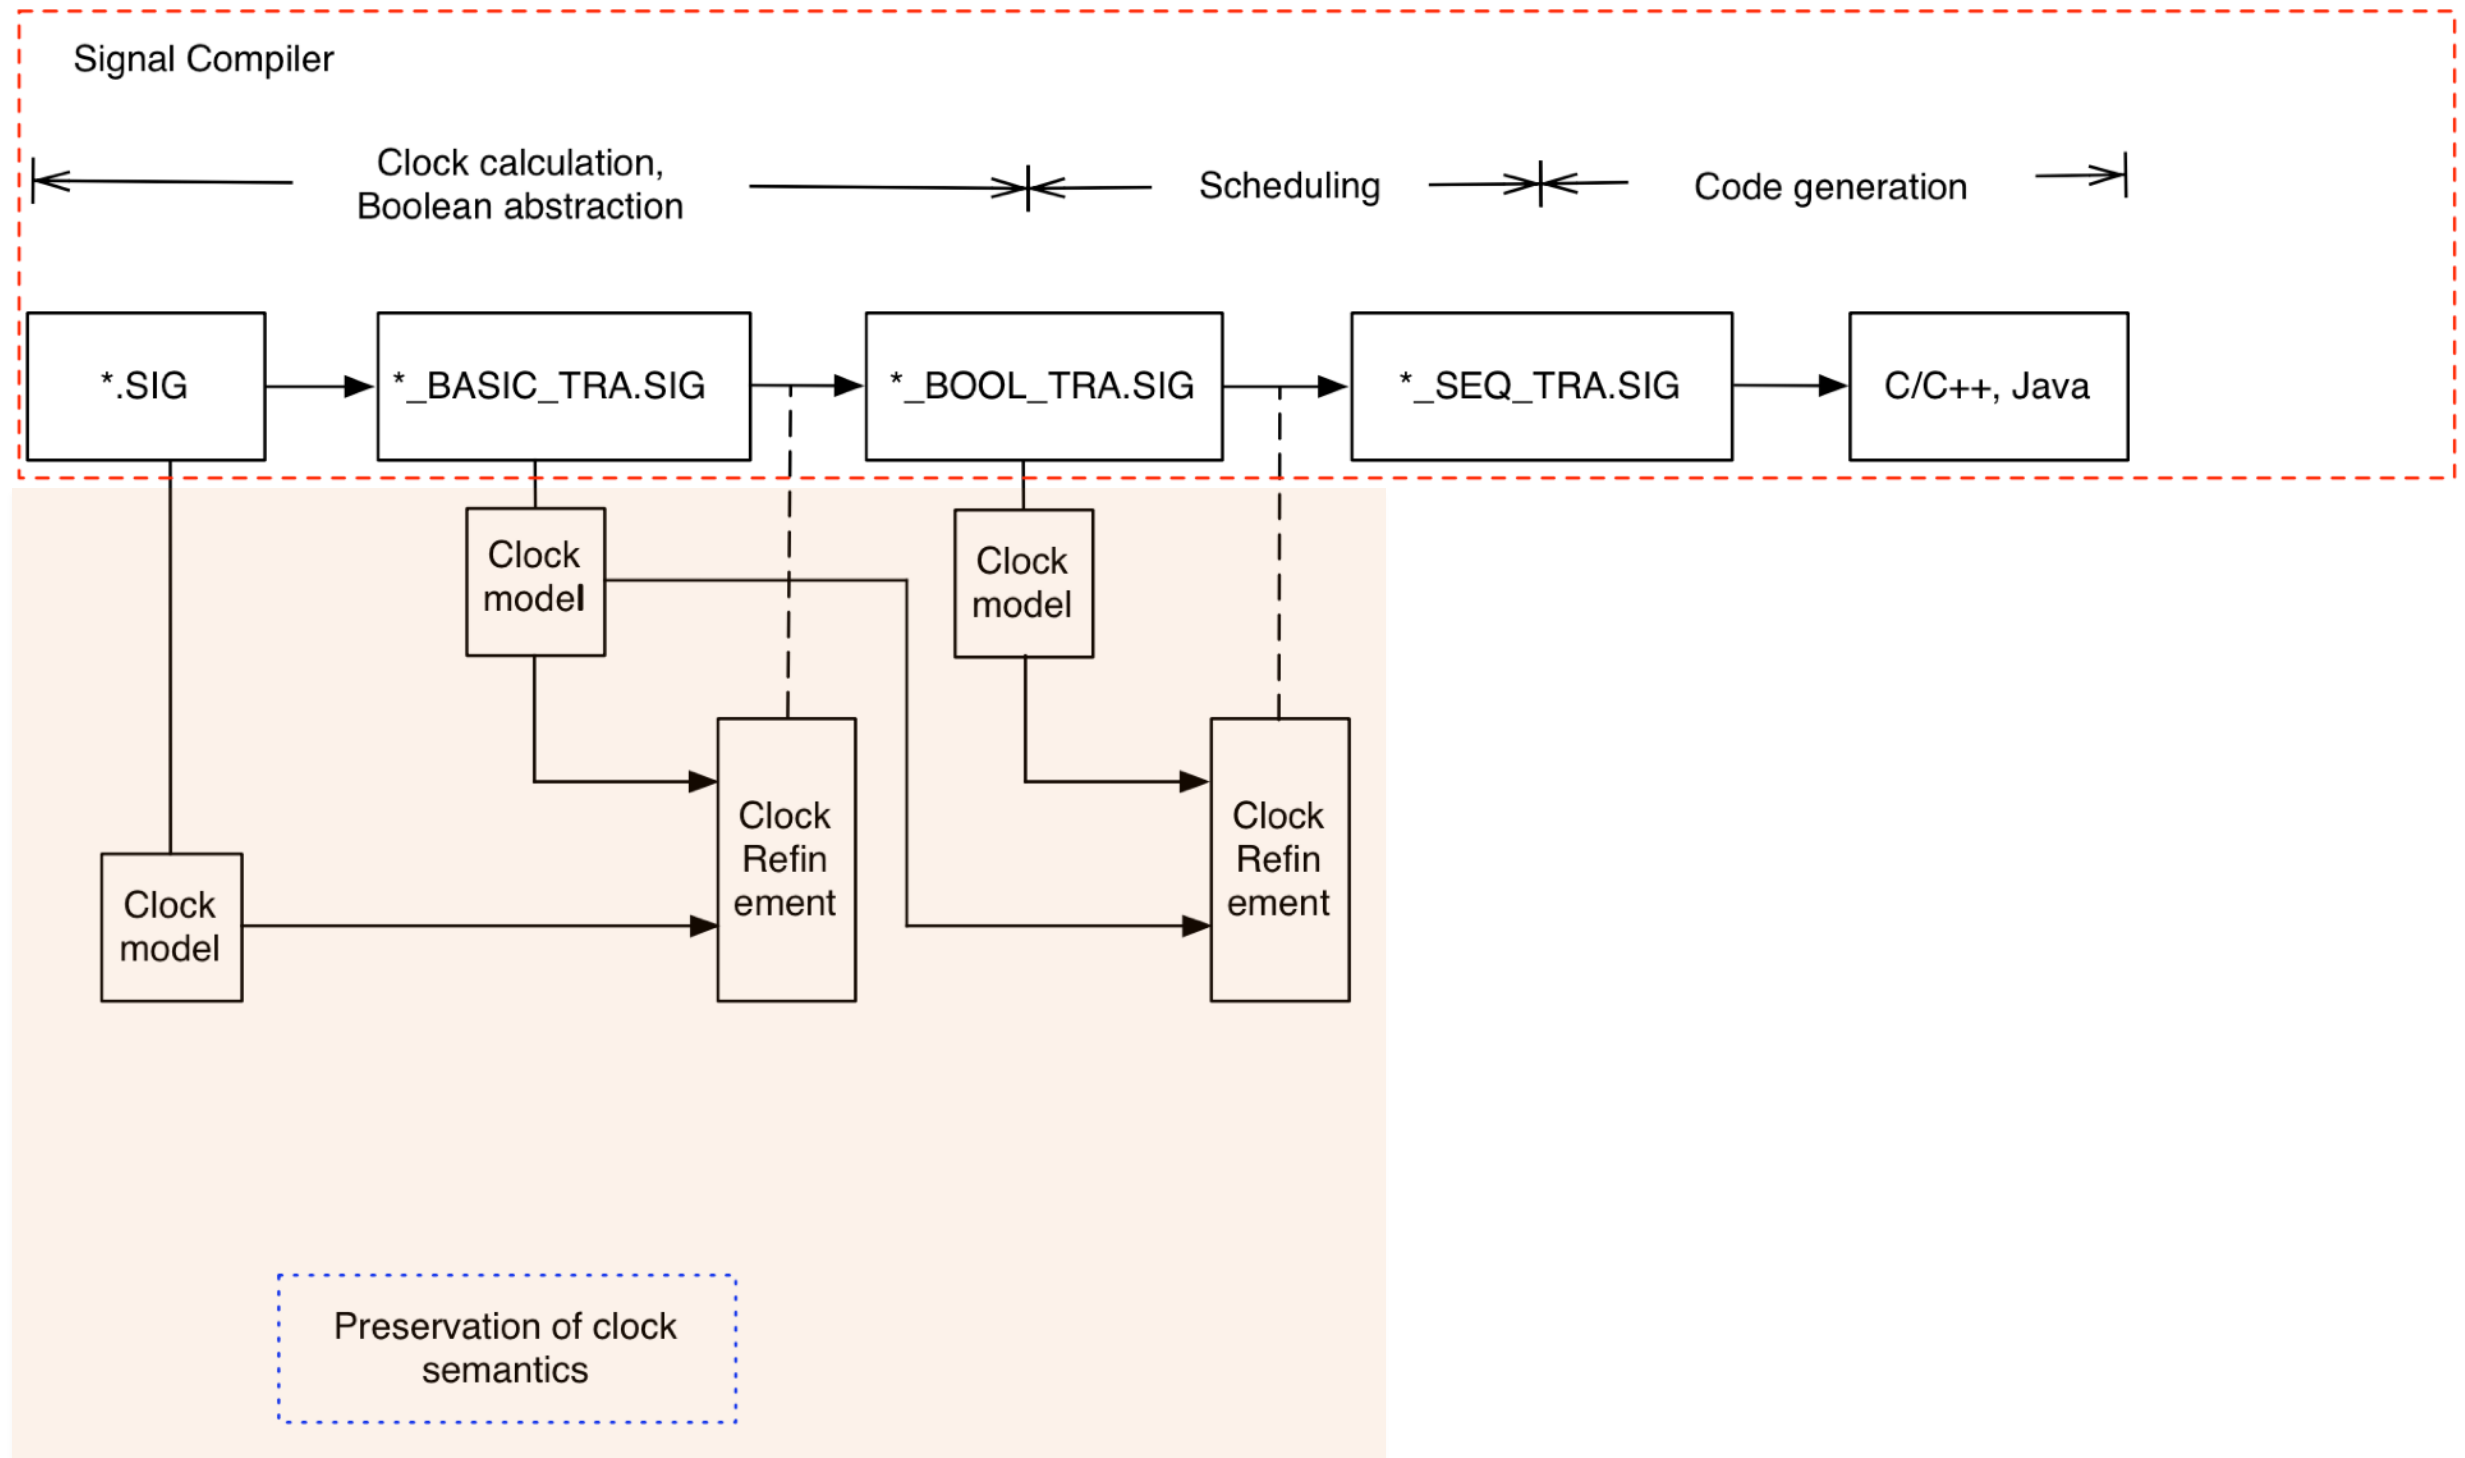 Signal Compiler
Clock calculation,
Boolean abstraction
Scheduling
Code generation
*.SIG
*_BASIC_TRA.SIG
*_BOOL_TRA.SIG
*_SEQ_TRA.SIG
C/C++, Java
Clock
model
Clock
model
Clock
Refin
ement
Clock
Refin
ement
Clock
model
Preservation of clock
semantics